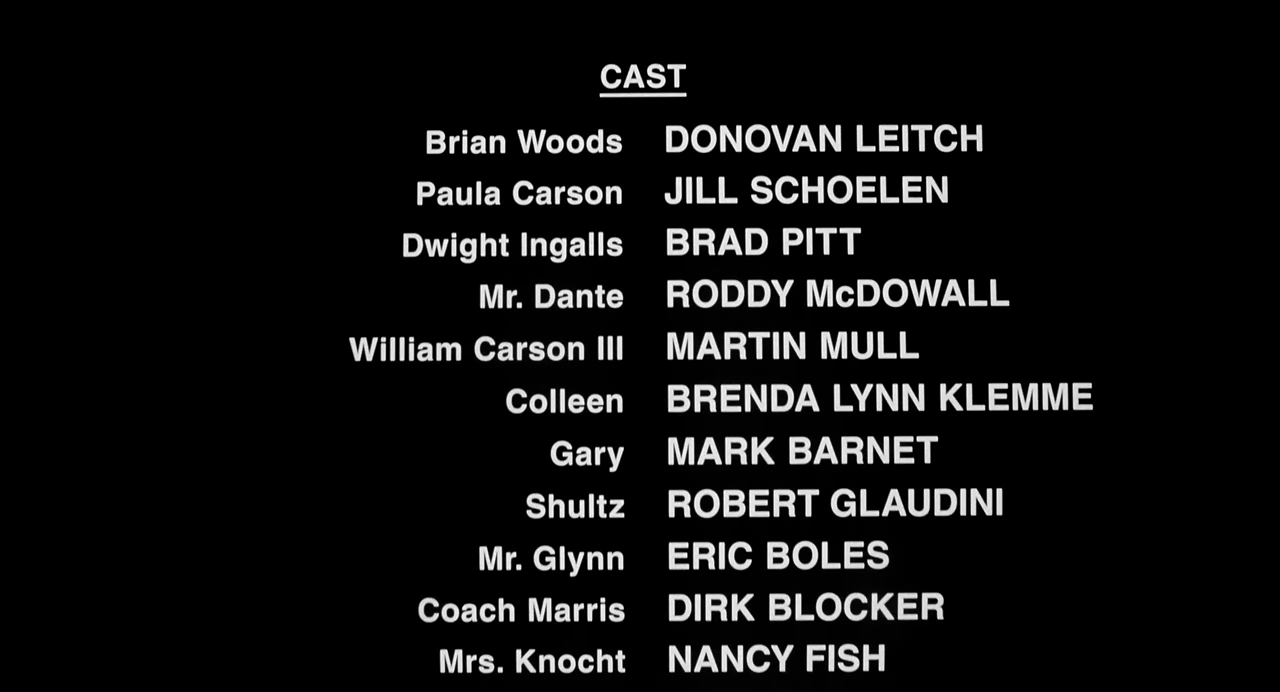 CAST
Brian Woods DONOVAN LEITCH
Paula Carson JILL SCHOELEN
Dwight Ingalls BRAD PITT
Mr. Dante RODDY McDOWALL
William Carson III MARTIN MULL
Colleen BRENDA LYNN KLEMME
Gary MARK BARNET
Shultz ROBERT GLAUDINI
Mr. Glynn ERIC BOLES
Coach Marris DIRK BLOCKER
Mrs. Knocht NANCY FISH